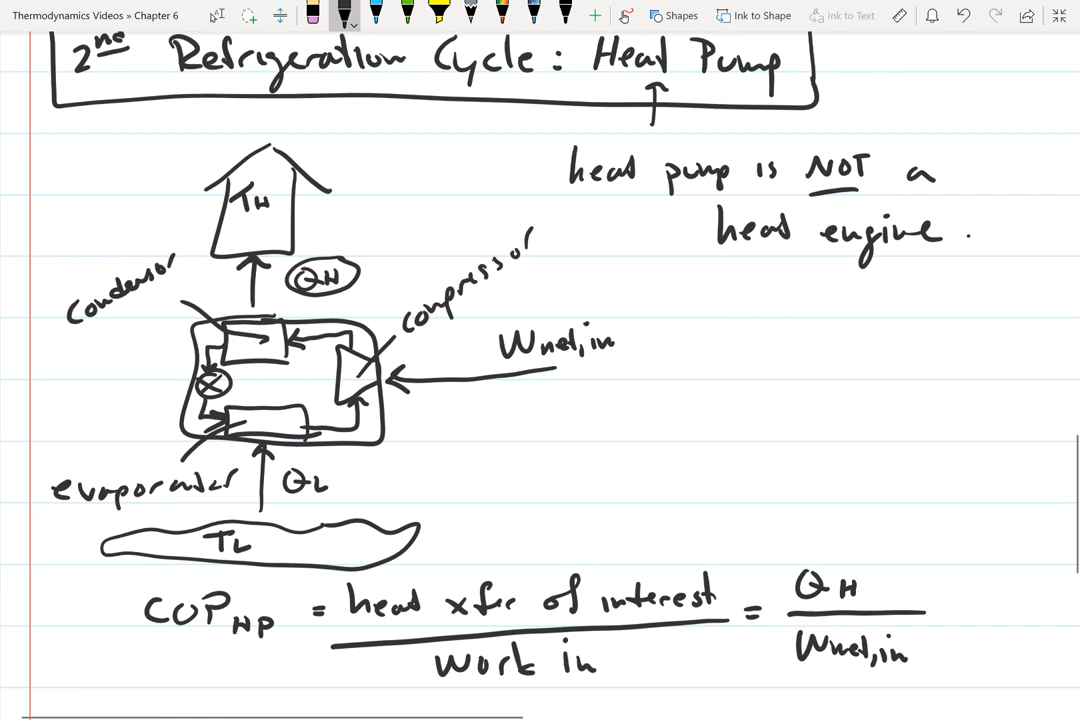 Thermodynamics Videos » Chapter 6
Shapes
Ink to Shape
Ink to Text
2nd Refrigeration Cycle: Heat Pump
heat pump is NOT a
heat engine.
TH
QH
Condensor
compressor
Wnet,in
evaporator
QL
TL
COPHP = heat xfer of interest / work in = QH / Wnet,in